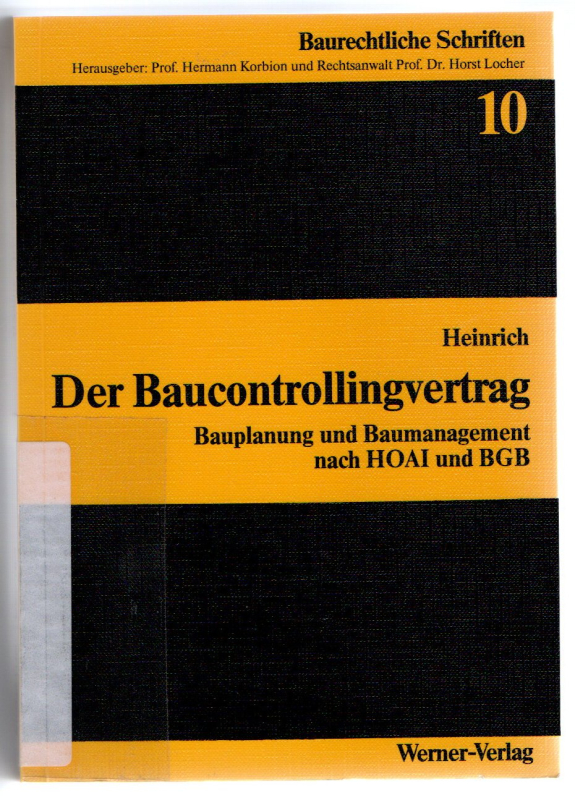 Baurechtliche Schriften
Herausgeber: Prof. Hermann Korbion und Rechtsanwalt Prof. Dr. Horst Locher
10
Heinrich
Der Baucontrollingvertrag
Bauplanung und Baumanagement
nach HOAI und BGB
Werner-Verlag